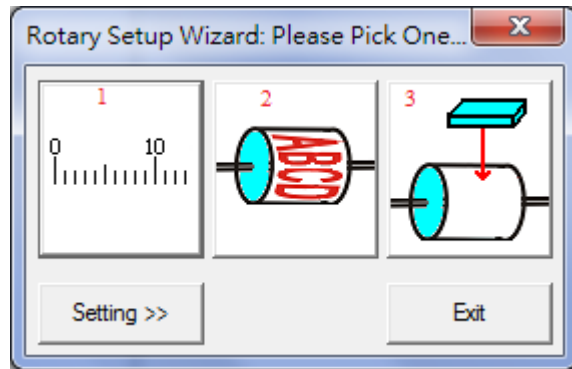 Rotary Setup Wizard: Please Pick One...
1
2
3
0 10
ABCD
Setting >>
Exit